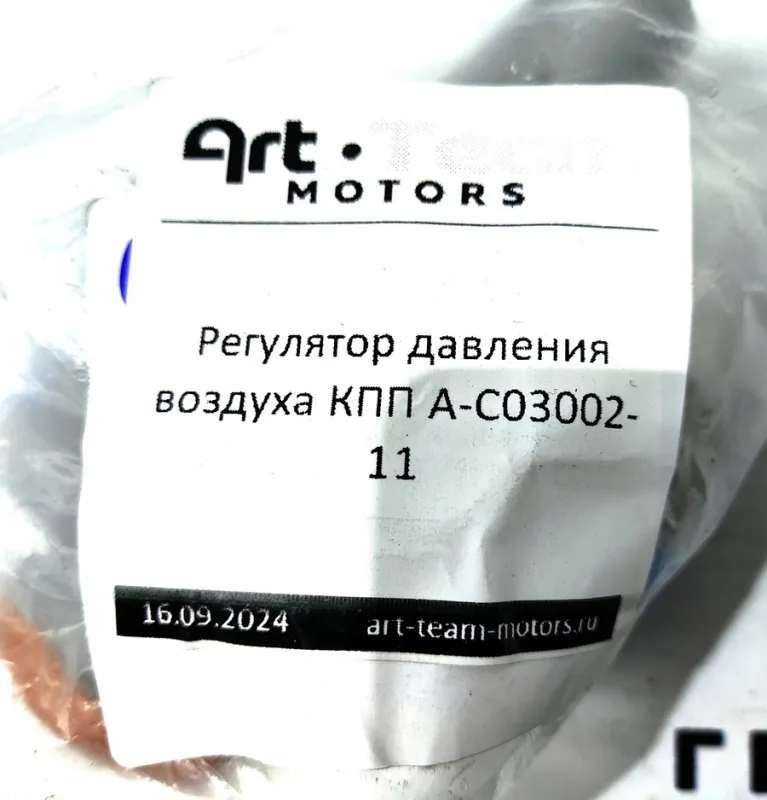 art. Team
MOTORS
Регулятор давления
воздуха КПП А-С03002-
11
16.09.2024 art-team-motors.ru